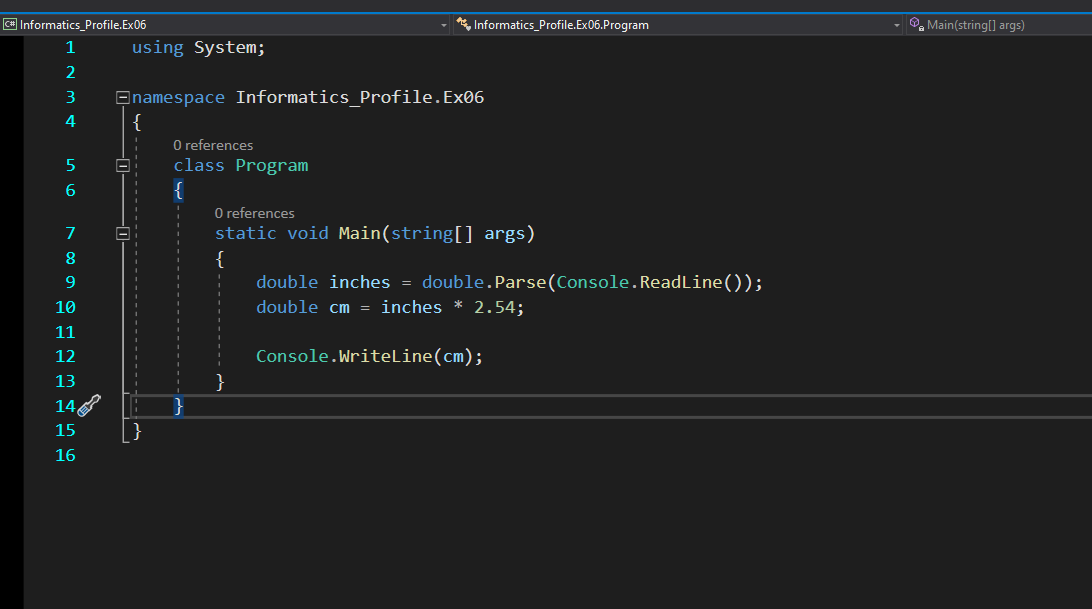 C# Informatics_Profile.Ex06 Informatics_Profile.Ex06.Program Main(string[] args)
1 using System;
2
3 namespace Informatics_Profile.Ex06
4 {
0 references
5 class Program
6 {
0 references
7 static void Main(string[] args)
8 {
9 double inches = double.Parse(Console.ReadLine());
10 double cm = inches * 2.54;
11
12 Console.WriteLine(cm);
13 }
14 }
15 }
16